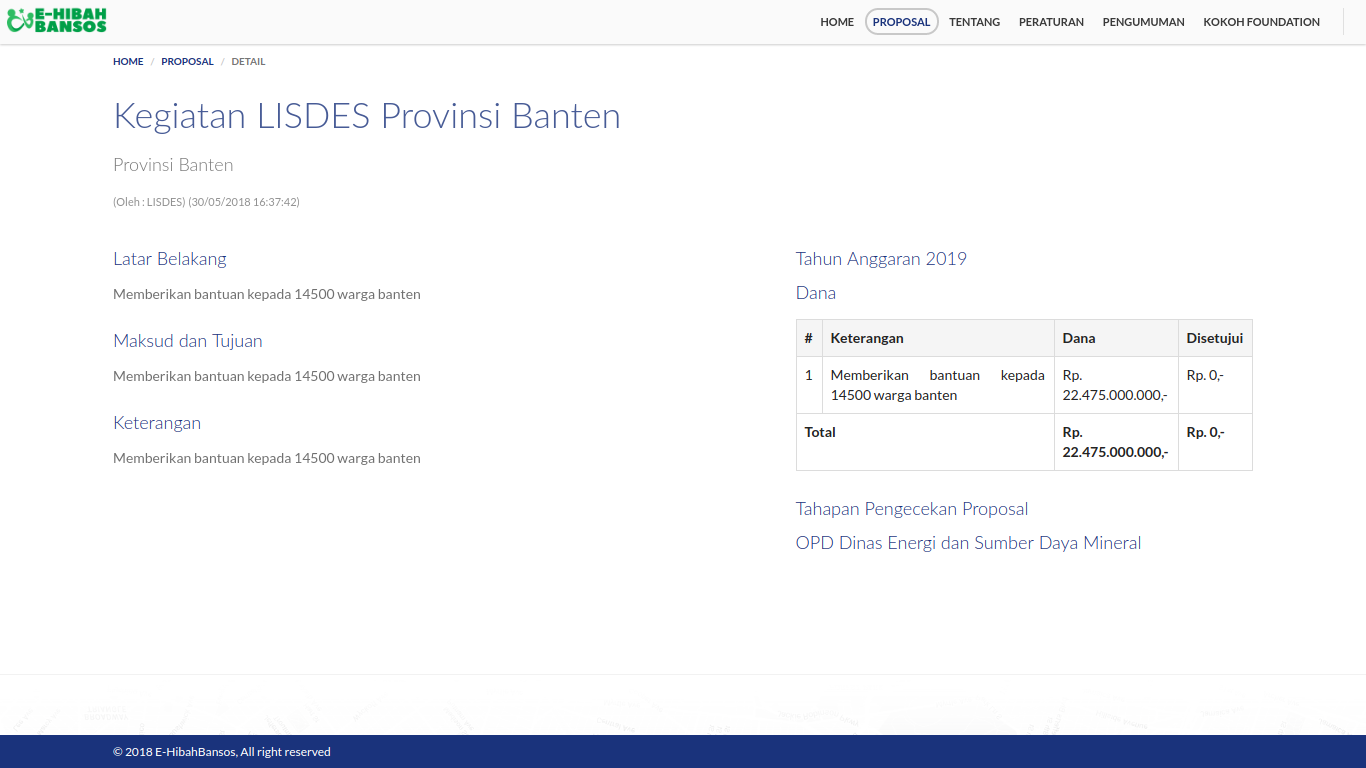 E-HIBAH
BANSOS
HOME PROPOSAL TENTANG PERATURAN PENGUMUMAN KOKOH FOUNDATION
HOME / PROPOSAL / DETAIL
Kegiatan LISDES Provinsi Banten
Provinsi Banten
(Oleh : LISDES) (30/05/2018 16:37:42)
Latar Belakang
Memberikan bantuan kepada 14500 warga banten
Maksud dan Tujuan
Memberikan bantuan kepada 14500 warga banten
Keterangan
Memberikan bantuan kepada 14500 warga banten
Tahun Anggaran 2019
Dana
# Keterangan Dana Disetujui
1 Memberikan bantuan kepada Rp. Rp. 0,-
14500 warga banten 22.475.000.000,-
Total Rp. Rp. 0,-
22.475.000.000,-
Tahapan Pengecekan Proposal
OPD Dinas Energi dan Sumber Daya Mineral
© 2018 E-HibahBansos, All right reserved